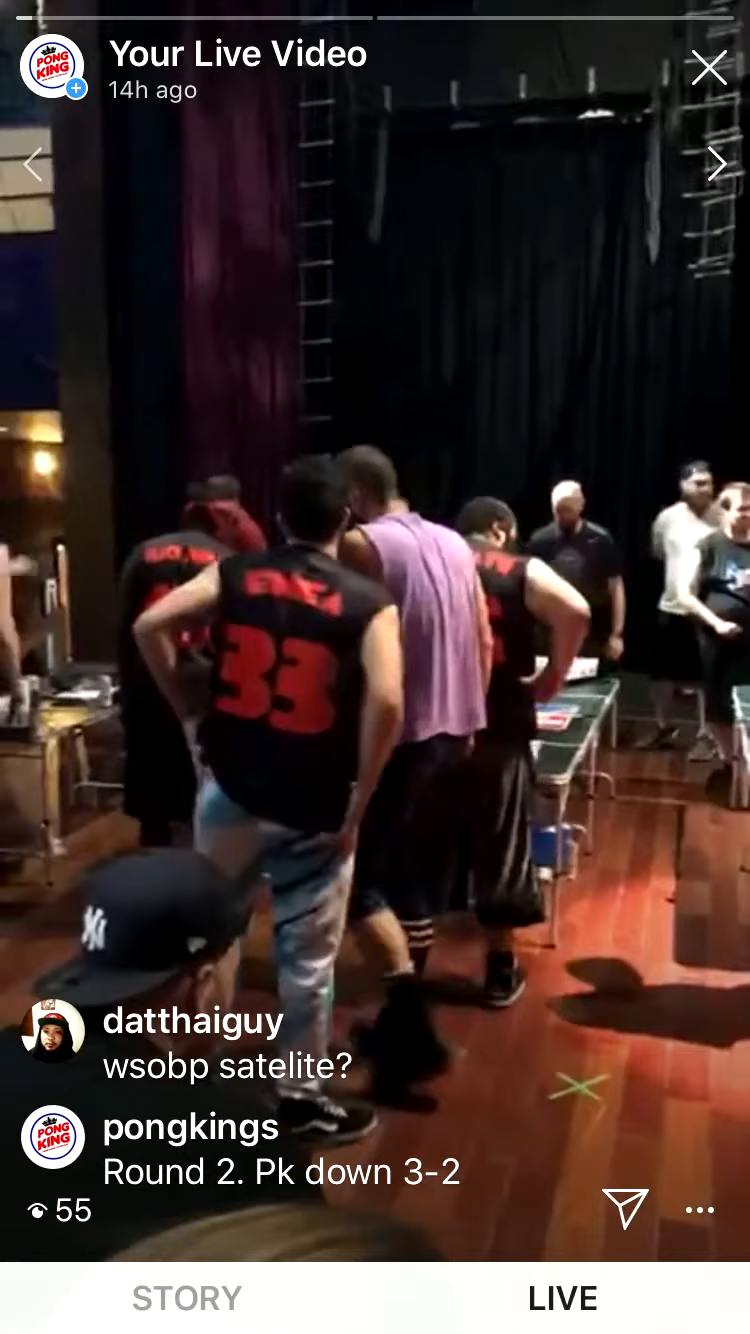 PONG
KING
Your Live Video
14h ago
33
NY
datthaiguy
wsobp satelite?
PONG
KING
pongkings
Round 2. Pk down 3-2
55
STORY
LIVE